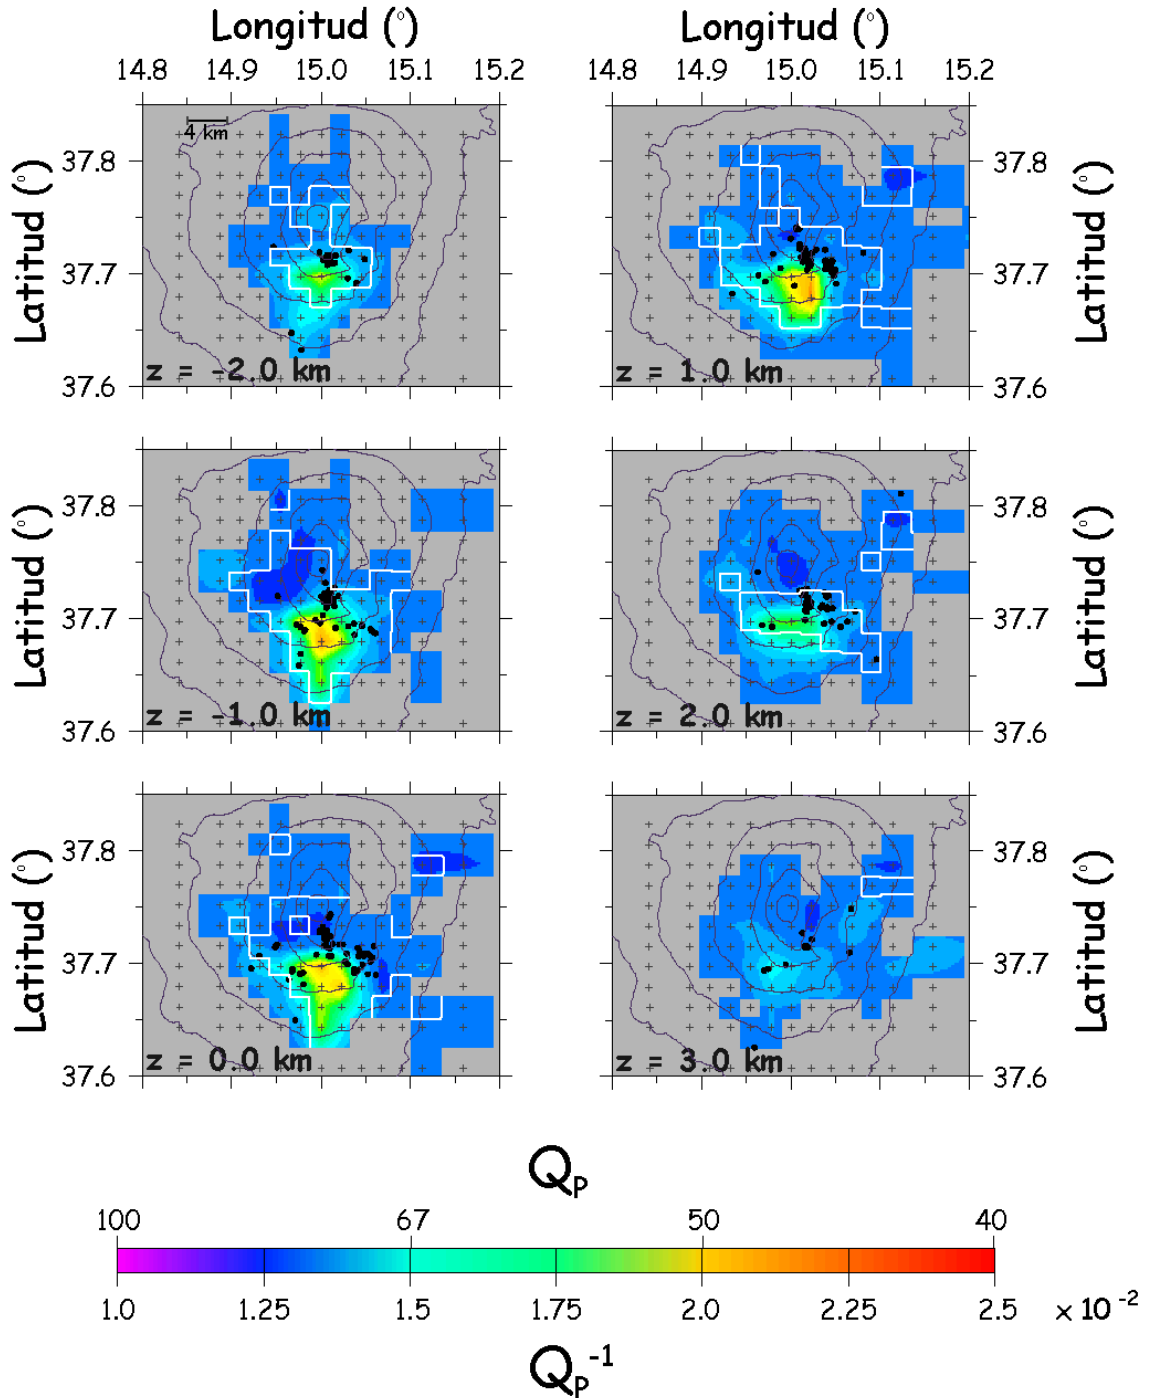 Longitud (°) Longitud (°)
14.8 14.9 15.0 15.1 15.2 14.8 14.9 15.0 15.1 15.2
4 km
37.8 37.8
Latitud (°) Latitud (°)
37.7 37.7
z = -2.0 km z = 1.0 km
37.6 37.6
37.8 37.8
Latitud (°) Latitud (°)
37.7 37.7
z = -1.0 km z = 2.0 km
37.6 37.6
37.8 37.8
Latitud (°) Latitud (°)
37.7 37.7
z = 0.0 km z = 3.0 km
37.6 37.6
Qp
100 67 50 40
1.0 1.25 1.5 1.75 2.0 2.25 2.5 × 10⁻²
Qp⁻¹